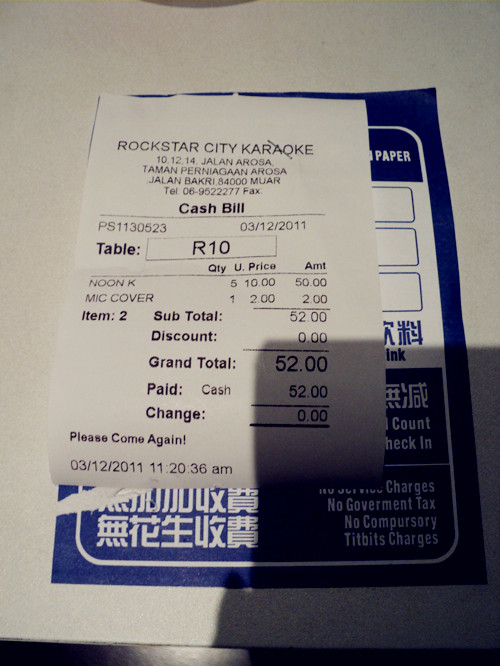 ROCKSTAR CITY KARAOKE
10,12,14, JALAN AROSA,
TAMAN PERNIAGAAN AROSA
JALAN BAKRI,84000 MUAR
Tel: 06-9522277 Fax:
Cash Bill
PS1130523 03/12/2011
Table: R10
Qty U. Price Amt
NOON K 5 10.00 50.00
MIC COVER 1 2.00 2.00
Item: 2 Sub Total: 52.00
Discount: 0.00
Grand Total: 52.00
Paid: Cash 52.00
Change: 0.00
Please Come Again!
03/12/2011 11:20:36 am
PAPER
飲料
ink
無減
Count
heck In
無附加收費
No Service Charges
No Goverment Tax
無花生收費
No Compursory
Titbits Charges